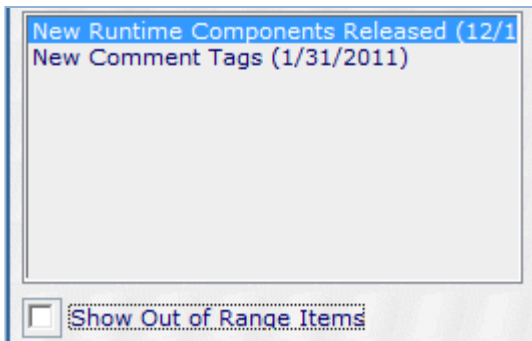 New Runtime Components Released (12/1
New Comment Tags (1/31/2011)
Show Out of Range Items